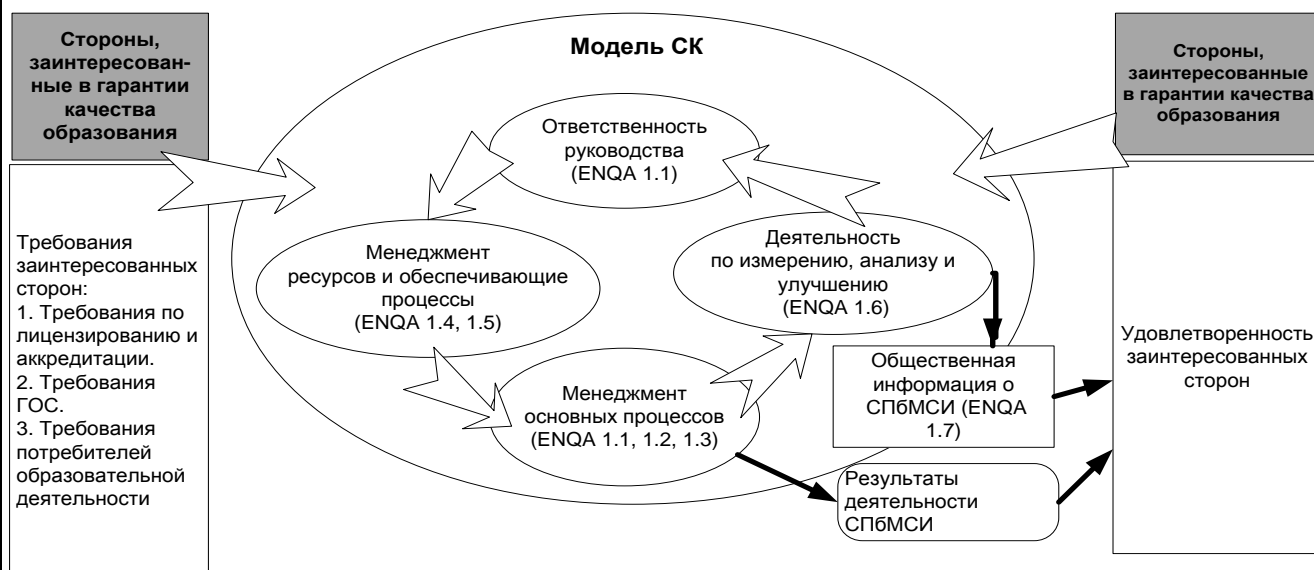 Стороны,
заинтересован-
ные в гарантии
качества
образования
Требования
заинтересованных
сторон:
1. Требования по
лицензированию и
аккредитации.
2. Требования
ГОС.
3. Требования
потребителей
образовательной
деятельности
Модель СК
Ответственность
руководства
(ENQA 1.1)
Менеджмент
ресурсов и обеспечивающие
процессы
(ENQA 1.4, 1.5)
Менеджмент
основных процессов
(ENQA 1.1, 1.2, 1.3)
Деятельность
по измерению, анализу и
улучшению
(ENQA 1.6)
Общественная
информация о
СПбМСИ (ENQA
1.7)
Результаты
деятельности
СПбМСИ
Стороны,
заинтересованные
в гарантии качества
образования
Удовлетворенность
заинтересованных
сторон